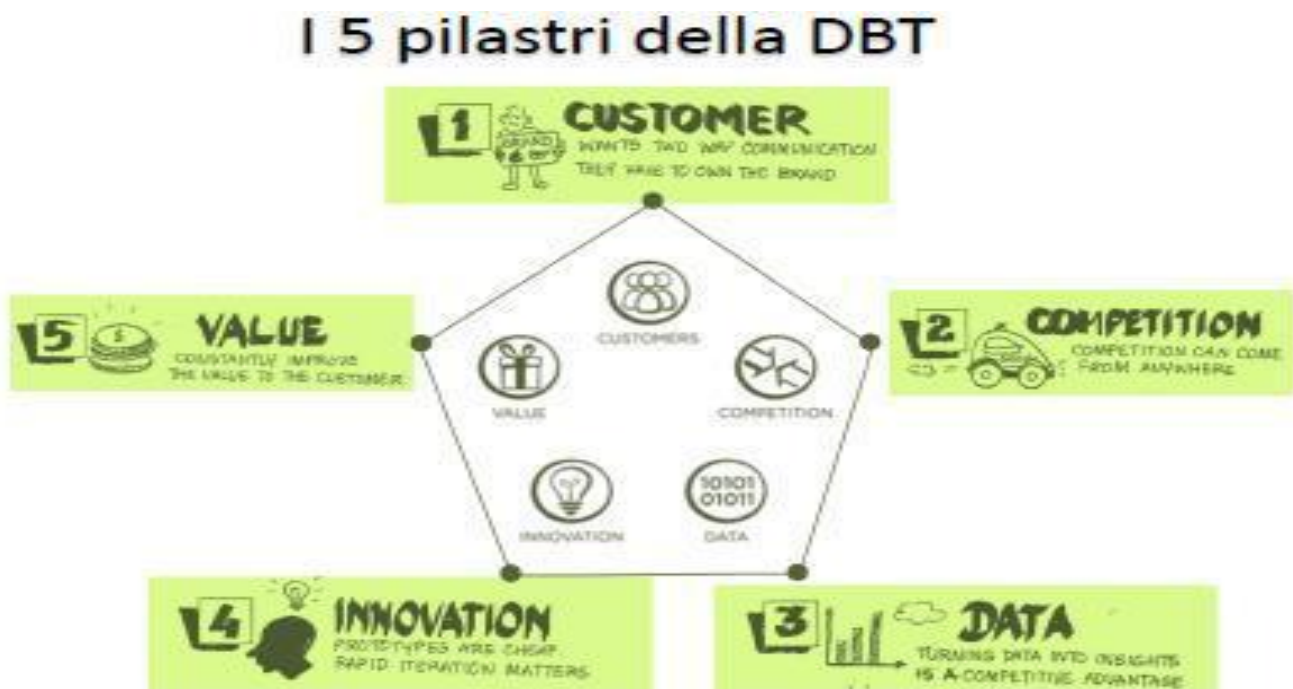 I 5 pilastri della DBT
1 CUSTOMER
BRAND
WANTS TWO WAY COMMUNICATION
THEY HAVE TO OWN THE BRAND
5 VALUE
$
CONSTANTLY IMPROVE
THE VALUE TO THE CUSTOMER
2 COMPETITION
COMPETITION CAN COME
FROM ANYWHERE
CUSTOMERS
VALUE
COMPETITION
10101
01011
INNOVATION
DATA
4 INNOVATION
PROTOTYPES ARE CHEAP
RAPID ITERATION MATTERS
3 DATA
TURNING DATA INTO INSIGHTS
IS A COMPETITIVE ADVANTAGE